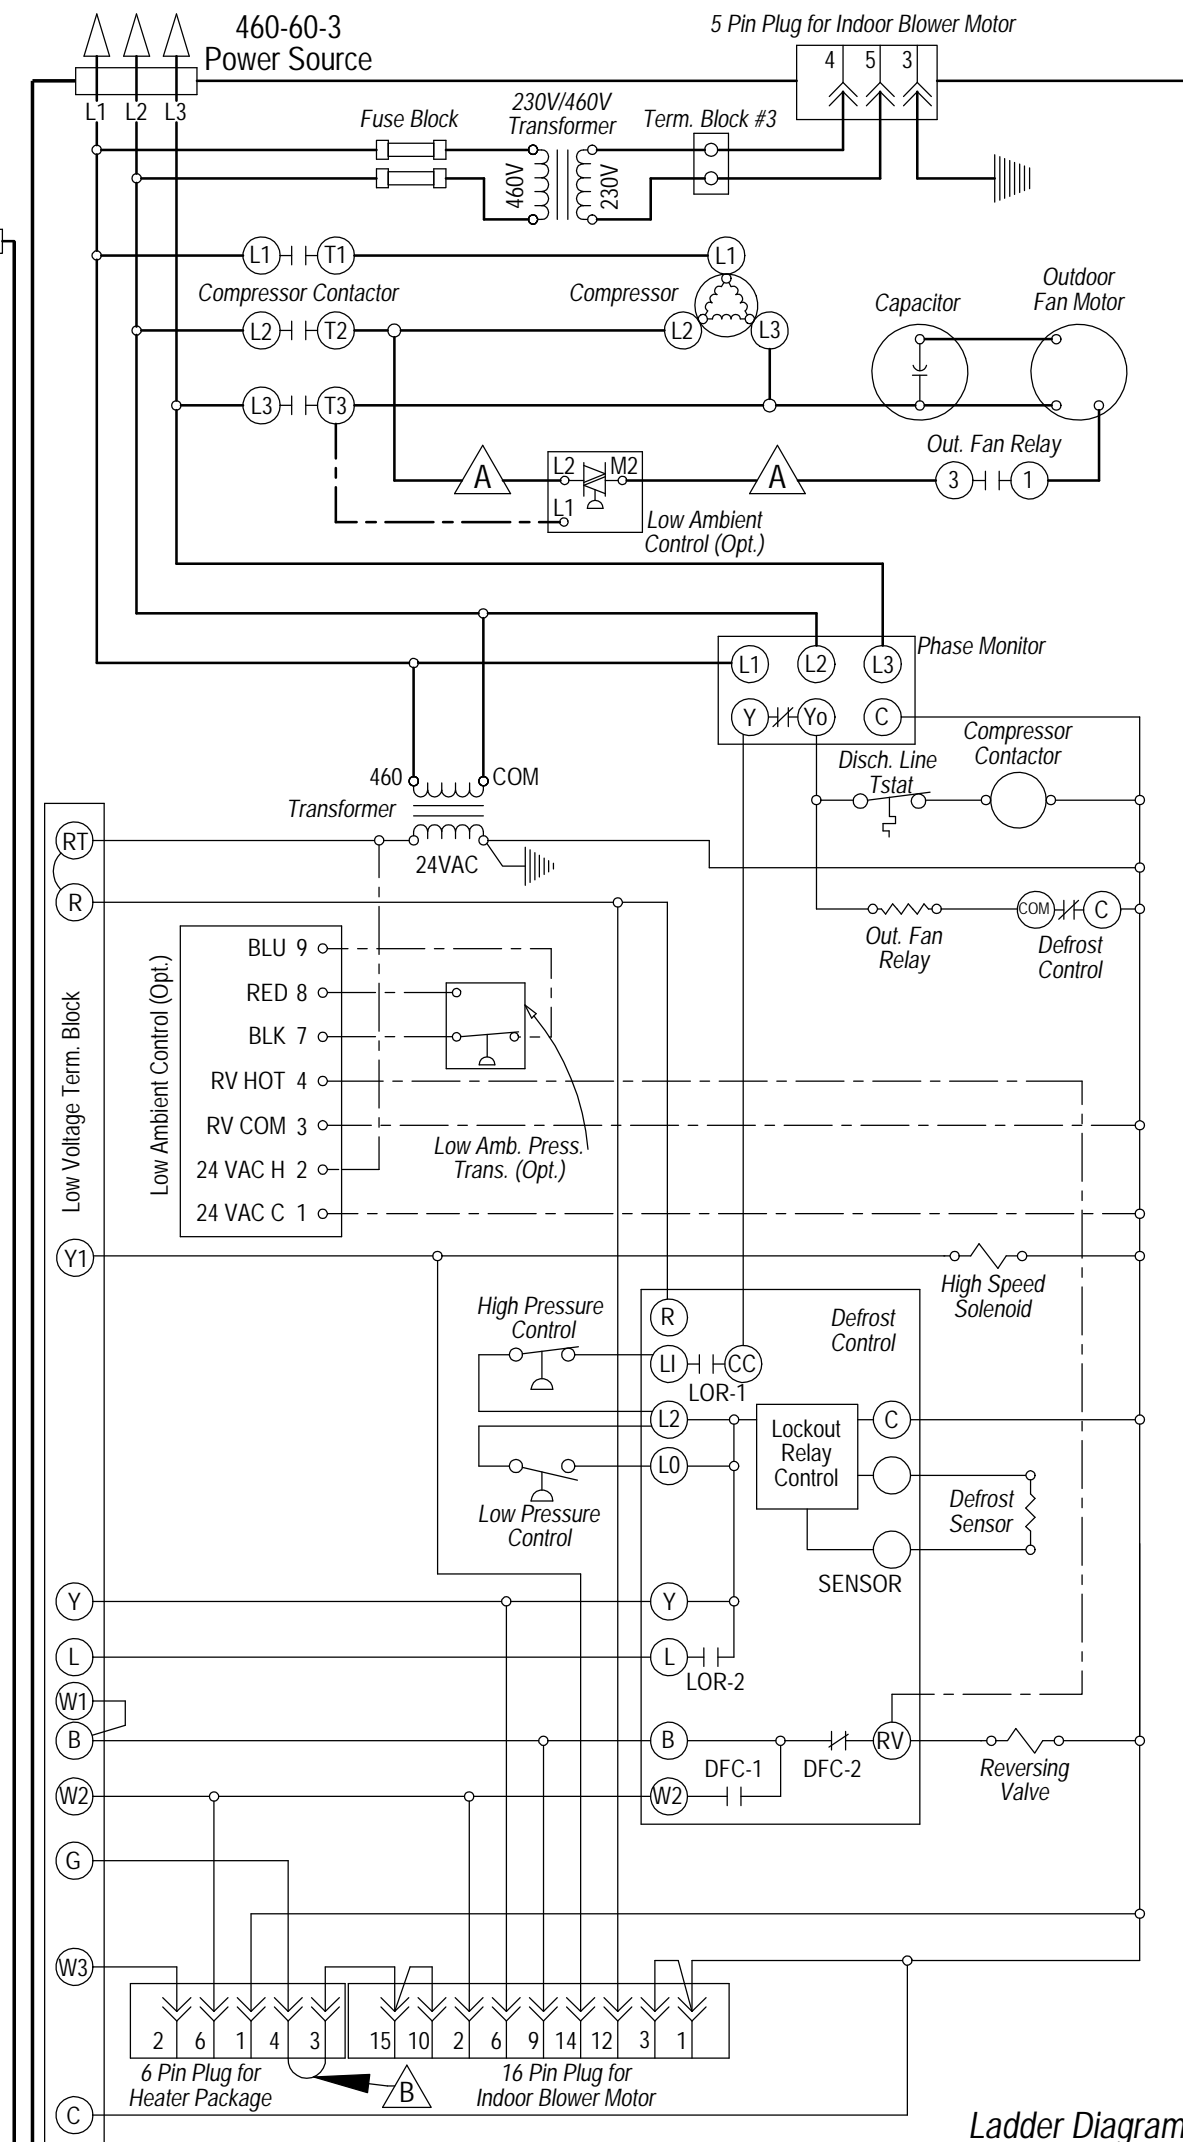 460-60-3
Power Source
5 Pin Plug for Indoor Blower Motor
4 5 3
L1 L2 L3
Fuse Block
230V/460V
Transformer
Term. Block #3
460V
230V
L1 T1
L1
Compressor Contactor
Compressor
Capacitor
Outdoor
Fan Motor
L2 T2
L2 L3
L3 T3
Out. Fan Relay
A
L2 M2
A
3 1
L1
Low Ambient
Control (Opt.)
Phase Monitor
L1 L2 L3
Y Yo C
Compressor
Contactor
Disch. Line
Tstat
460 COM
Transformer
24VAC
RT
R
COM C
Out. Fan
Relay
Defrost
Control
Low Voltage Term. Block
Low Ambient Control (Opt.)
BLU 9
RED 8
BLK 7
RV HOT 4
RV COM 3
24 VAC H 2
24 VAC C 1
Low Amb. Press.
Trans. (Opt.)
Y1
High Speed
Solenoid
High Pressure
Control
R
Defrost
Control
LI CC
LOR-1
L2
Lockout
Relay
Control
C
L0
Low Pressure
Control
Defrost
Sensor
SENSOR
Y
Y
L
L
LOR-2
W1
B
B
RV
DFC-1 DFC-2
Reversing
Valve
W2
W2
G
W3
2 6 1 4 3
15 10 2 6 9 14 12 3 1
6 Pin Plug for
Heater Package
B
16 Pin Plug for
Indoor Blower Motor
C
Ladder Diagram